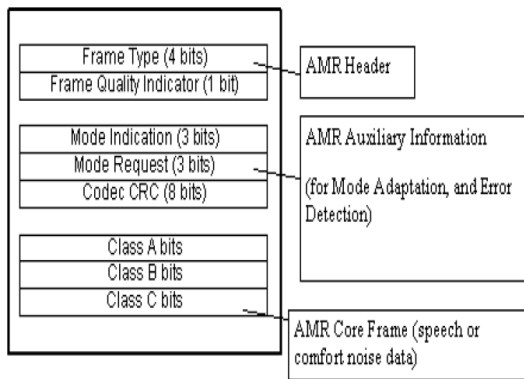 Frame Type (4 bits)
Frame Quality Indicator (1 bit)
AMR Header
Mode Indication (3 bits)
Mode Request (3 bits)
Codec CRC (8 bits)
AMR Auxiliary Information
(for Mode Adaptation, and Error
Detection)
Class A bits
Class B bits
Class C bits
AMR Core Frame (speech or
comfort noise data)